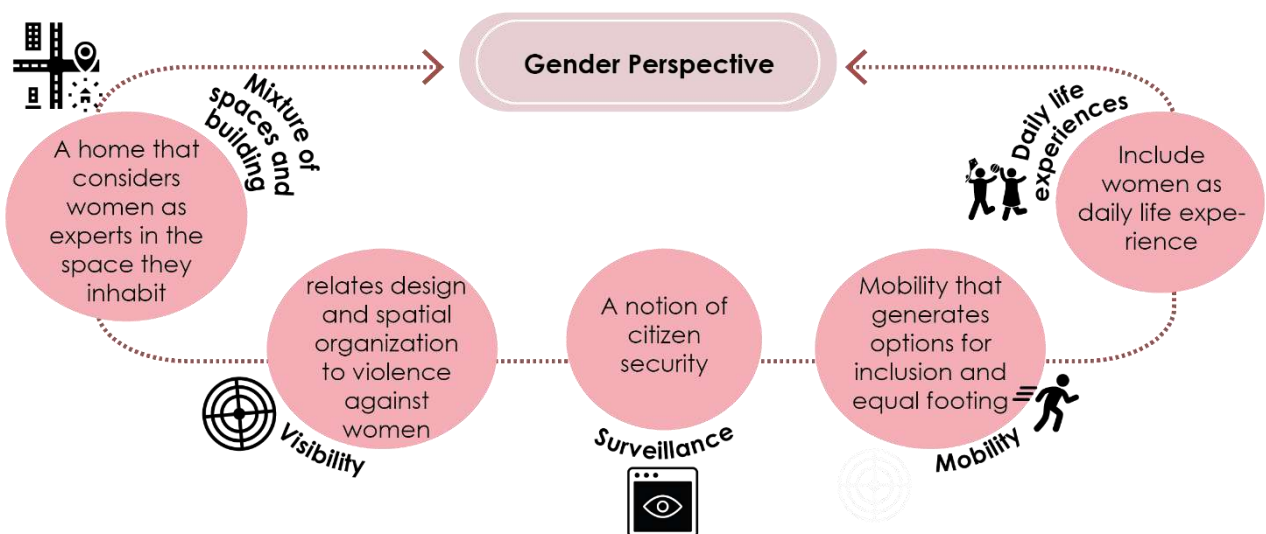 Gender Perspective
Mixture of
spaces and
building
A home that
considers
women as
experts in the
space they
inhabit
relates design
and spatial
organization
to violence
against
women
Visibility
A notion of
citizen
security
Surveillance
Mobility that
generates
options for
inclusion and
equal footing
Mobility
Daily life
experiences
Include
women as
daily life expe-
rience